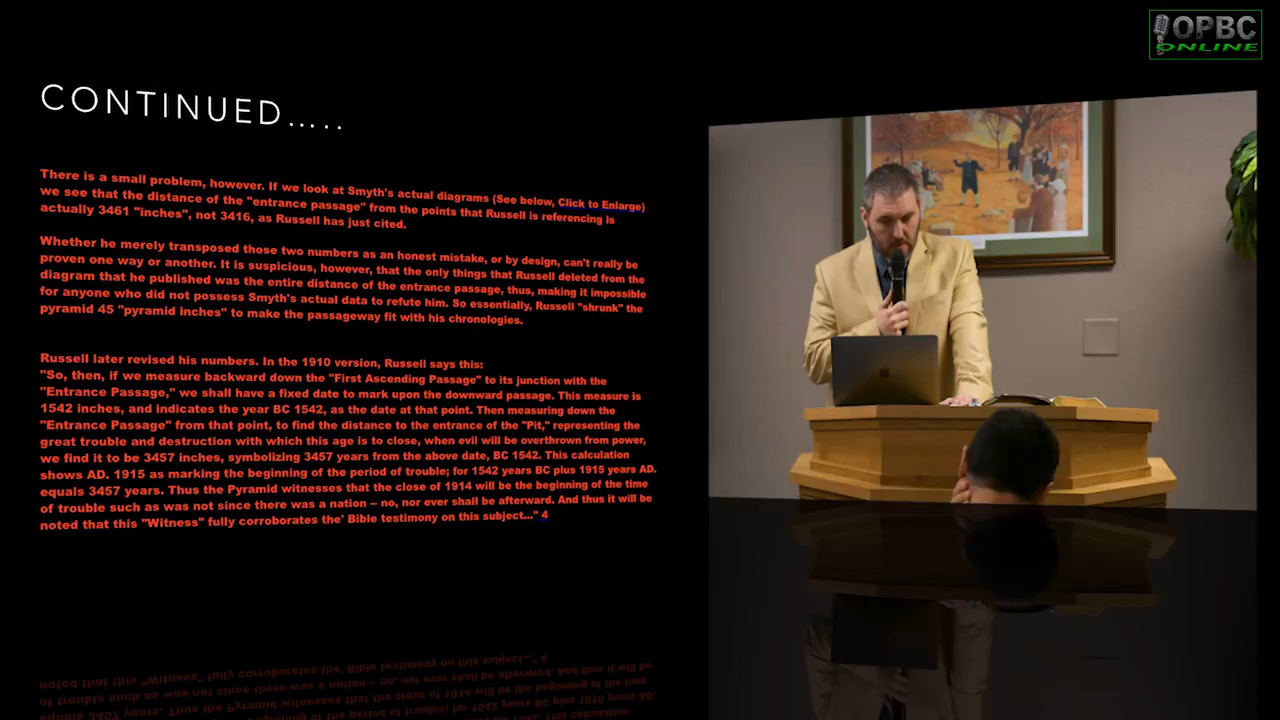 OPBC
ONLINE
CONTINUED.....
There is a small problem, however. If we look at Smyth's actual diagrams (See below, Click to Enlarge)
we see that the distance of the "entrance passage" from the points that Russell is referencing is
actually 3461 "inches", not 3416, as Russell has just cited.
Whether he merely transposed those two numbers as an honest mistake, or by design, can't really be
proven one way or another. It is suspicious, however, that the only things that Russell deleted from the
diagram that he published was the entire distance of the entrance passage, thus, making it impossible
for anyone who did not possess Smyth's actual data to refute him. So essentially, Russell "shrunk" the
pyramid 45 "pyramid inches" to make the passageway fit with his chronologies.
Russell later revised his numbers. In the 1910 version, Russell says this:
"So, then, if we measure backward down the "First Ascending Passage" to its junction with the
"Entrance Passage," we shall have a fixed date to mark upon the downward passage. This measure is
1542 inches, and indicates the year BC 1542, as the date at that point. Then measuring down the
"Entrance Passage" from that point, to find the distance to the entrance of the "Pit," representing the
great trouble and destruction with which this age is to close, when evil will be overthrown from power,
we find it to be 3457 inches, symbolizing 3457 years from the above date, BC 1542. This calculation
shows AD. 1915 as marking the beginning of the period of trouble; for 1542 years BC plus 1915 years AD.
equals 3457 years. Thus the Pyramid witnesses that the close of 1914 will be the beginning of the time
of trouble such as was not since there was a nation -- no, nor ever shall be afterward. And thus it will be
noted that this "Witness" fully corroborates the' Bible testimony on this subject..." 4